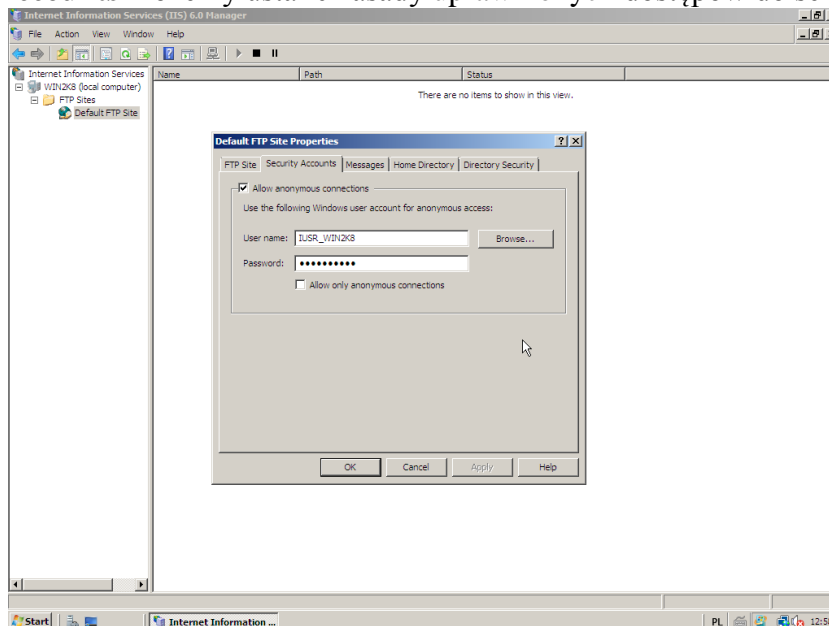 Internet Information Services (IIS) 6.0 Manager
File Action View Window Help
Internet Information Services
WIN2K8 (local computer)
FTP Sites
Default FTP Site
Name Path Status
There are no items to show in this view.
Default FTP Site Properties
FTP Site Security Accounts Messages Home Directory Directory Security
Allow anonymous connections
Use the following Windows user account for anonymous access:
User name: IUSR_WIN2K8 Browse...
Password: ●●●●●●●●●●
Allow only anonymous connections
OK Cancel Apply Help
Start Internet Information ... PL